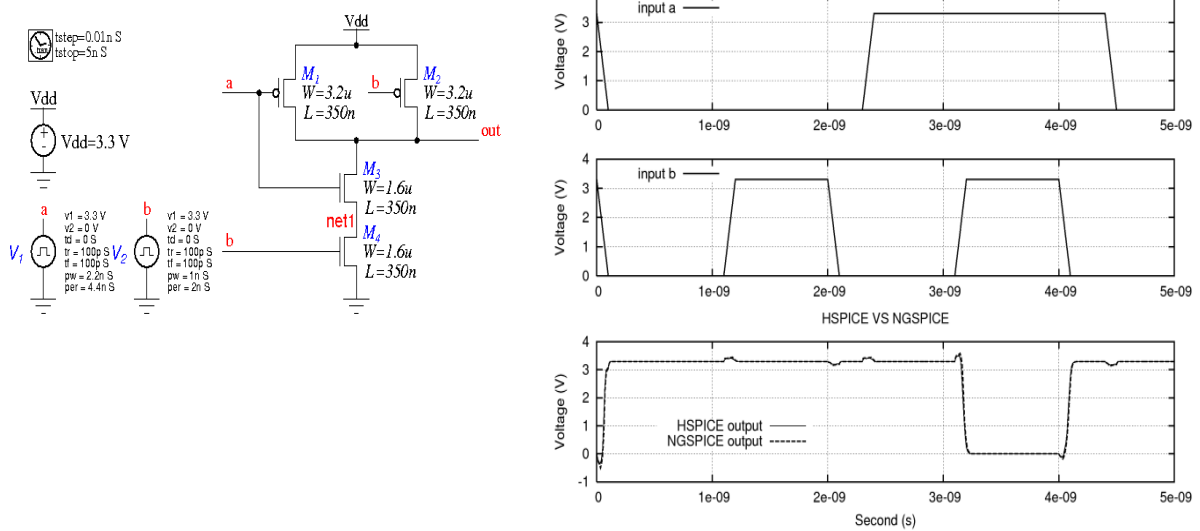 tstep=0.01n S
tstop=5n S
Vdd
Vdd=3.3 V
a
v1 = 3.3 V
v2 = 0 V
td = 0 S
tr = 100p S
tf = 100p S
pw = 2.2n S
per = 4.4n S
V1
b
v1 = 3.3 V
v2 = 0 V
td = 0 S
tr = 100p S
tf = 100p S
pw = 1n S
per = 2n S
V2
Vdd
a
M1
W=3.2u
L=350n
b
M2
W=3.2u
L=350n
out
M3
W=1.6u
L=350n
net1
b
M4
W=1.6u
L=350n
input a
Voltage (V)
3
2
1
0
0 1e-09 2e-09 3e-09 4e-09 5e-09
input b
Voltage (V)
4
3
2
1
0
0 1e-09 2e-09 3e-09 4e-09 5e-09
HSPICE VS NGSPICE
Voltage (V)
4
3
2
1
0
-1
HSPICE output
NGSPICE output
0 1e-09 2e-09 3e-09 4e-09 5e-09
Second (s)